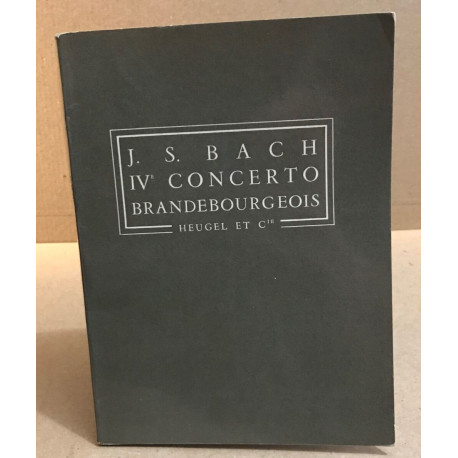 J. S. BACH
IVᵉ CONCERTO
BRANDEBOURGEOIS
HEUGEL ET Cⁱᵉ